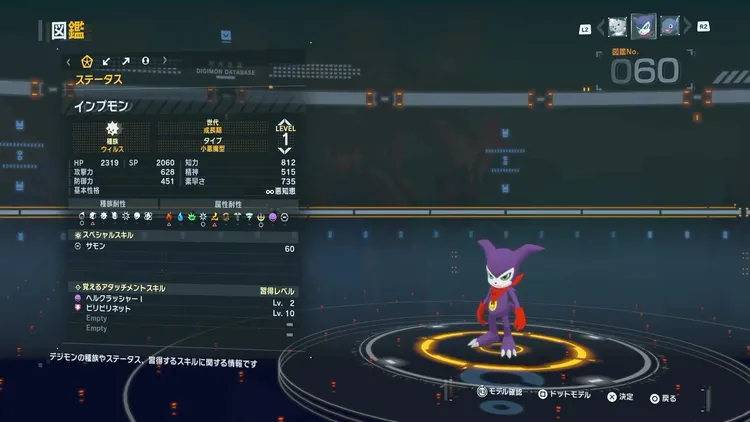 図鑑
L2
R2
図鑑No.
060
DIGIMON DATABASE
ステータス
インプモン
種族
ウイルス
世代
成長期
タイプ
小悪魔型
LEVEL
1
HP 2319 SP 2060 知力 812
攻撃力 628 精神 515
防御力 451 素早さ 735
基本性格 悪知恵
種族耐性 属性耐性
スペシャルスキル
サモン 60
覚えるアタッチメントスキル 習得レベル
ヘルクラッシャーⅠ Lv. 2
ビリビリネット Lv. 10
Empty
Empty
デジモンの種族やステータス、習得するスキルに関する情報です
R3 モデル確認 ドットモデル 決定 戻る